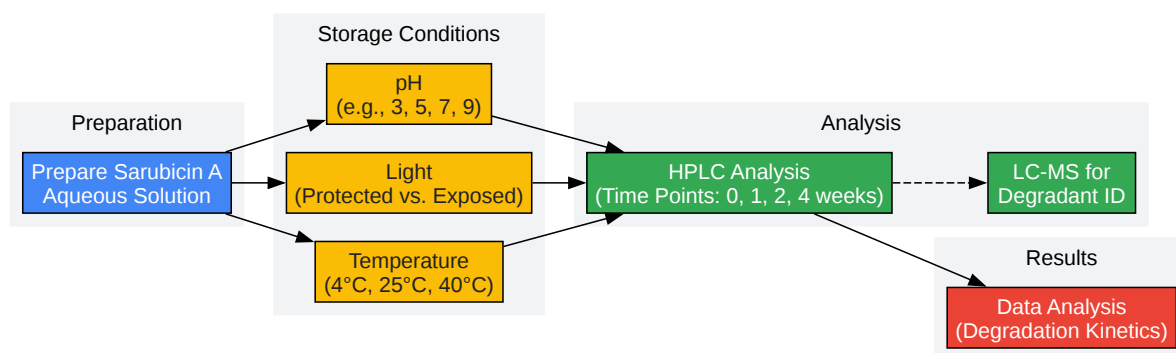 Storage Conditions
pH
(e.g., 3, 5, 7, 9)
Preparation
Analysis
Prepare Sarubicin A
Aqueous Solution
Light
(Protected vs. Exposed)
HPLC Analysis
(Time Points: 0, 1, 2, 4 weeks)
LC-MS for
Degradant ID
Temperature
(4°C, 25°C, 40°C)
Results
Data Analysis
(Degradation Kinetics)